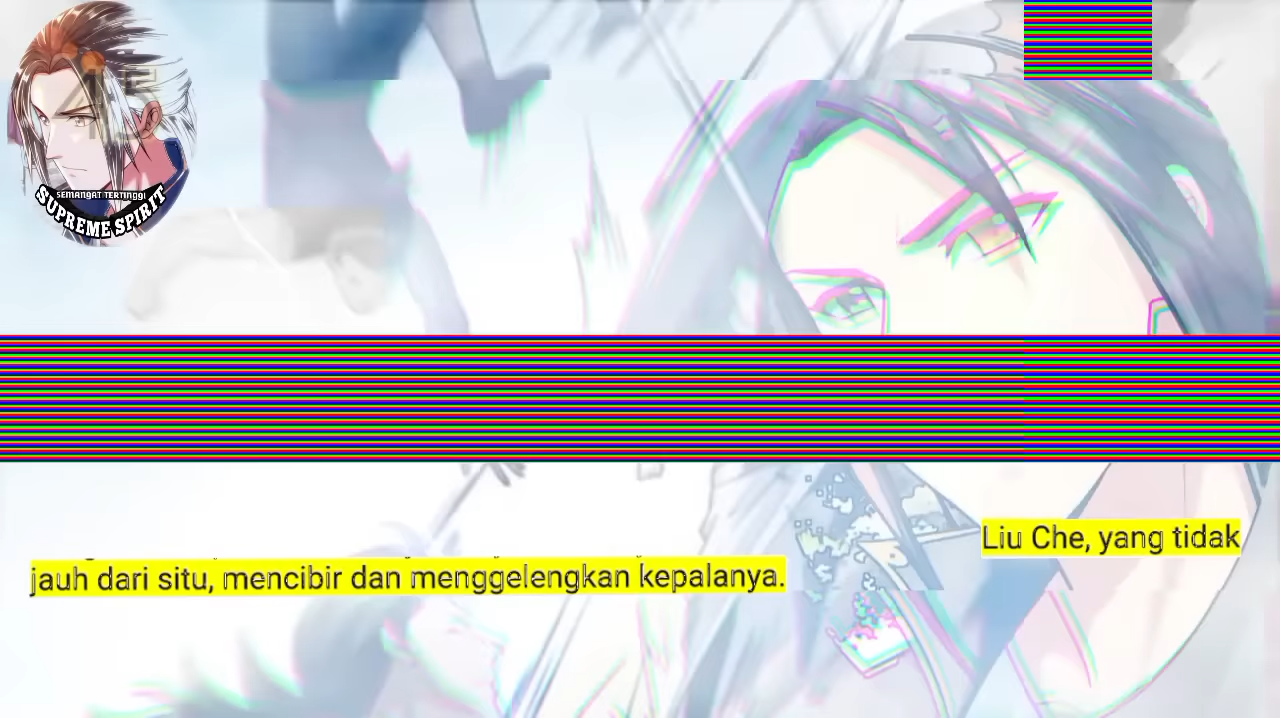 SEMANGAT TERTINGGI
SUPREME SPIRIT
Liu Che, yang tidak
jauh dari situ, mencibir dan menggelengkan kepalanya.